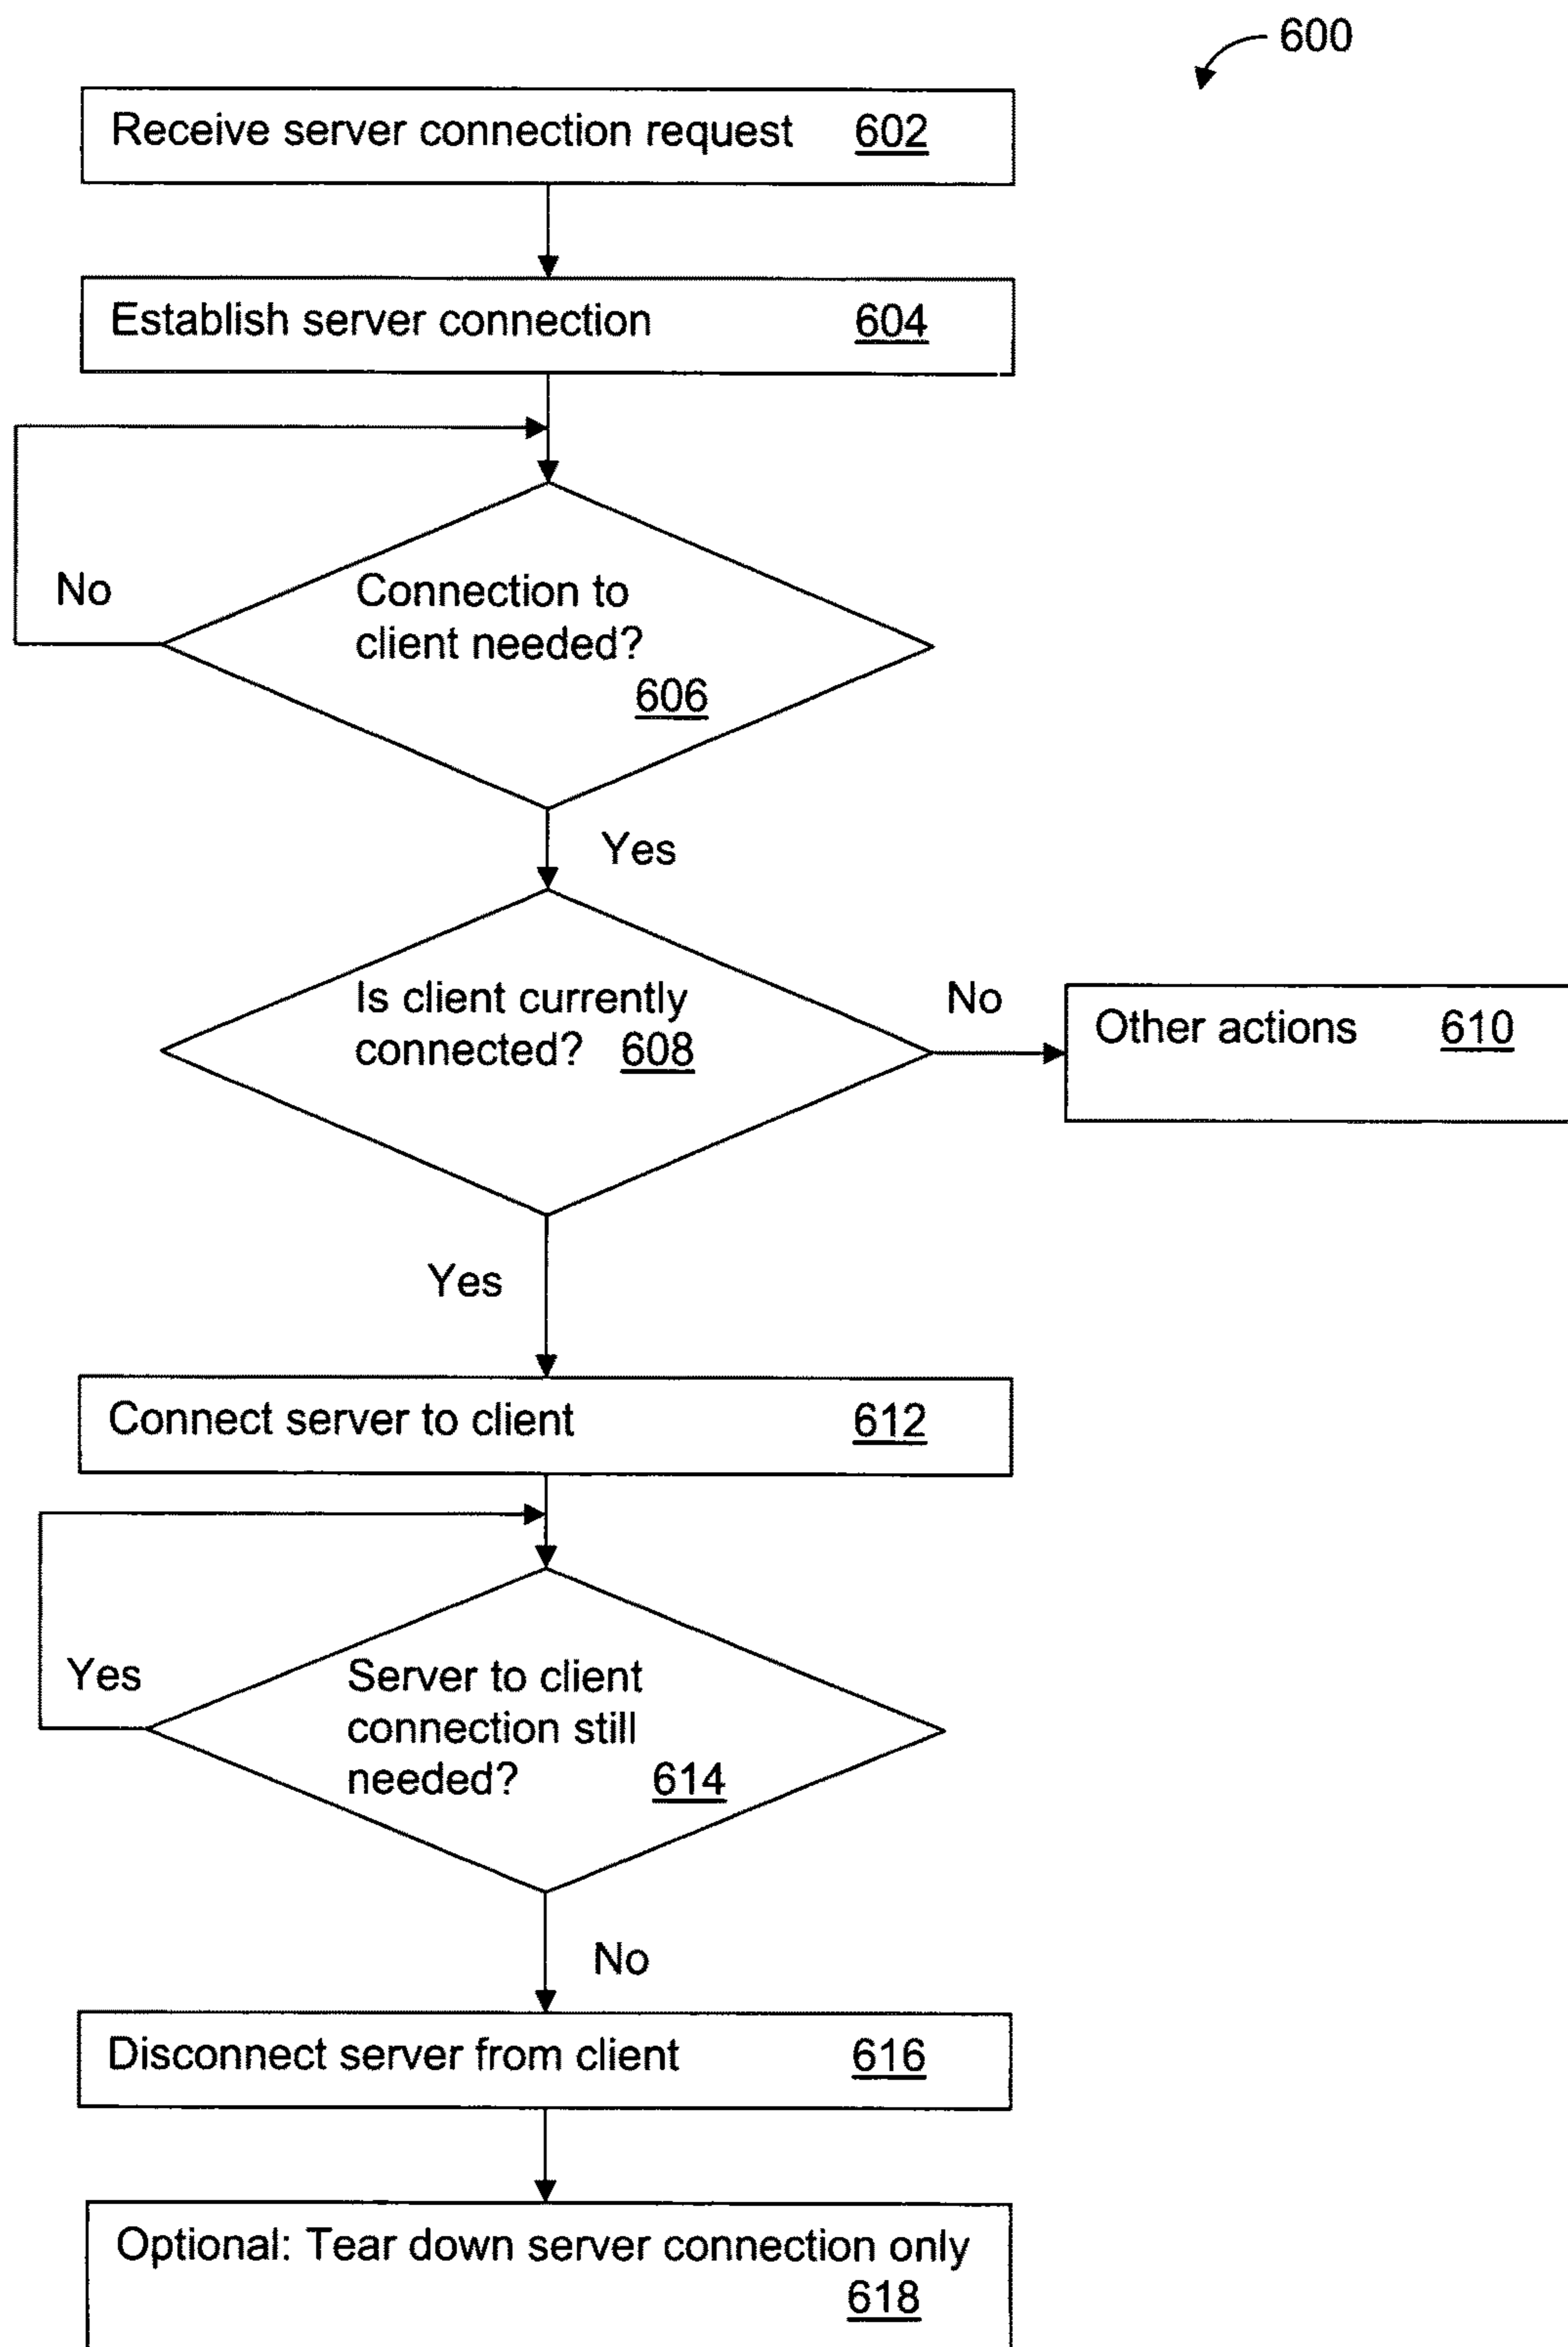 600
Receive server connection request 602
Establish server connection 604
No
Connection to
client needed?
606
Yes
Is client currently
connected? 608
No
Other actions 610
Yes
Connect server to client 612
Yes
Server to client
connection still
needed? 614
No
Disconnect server from client 616
Optional: Tear down server connection only
618